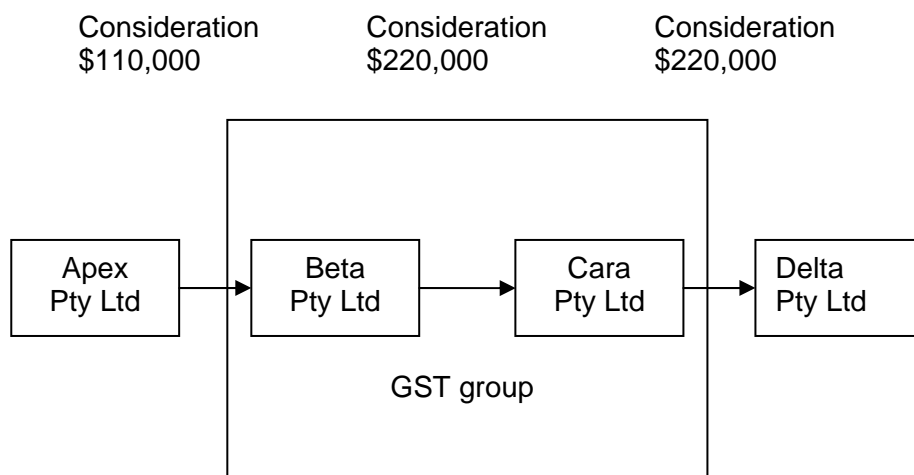 Consideration
$110,000
Consideration
$220,000
Consideration
$220,000
Apex
Pty Ltd
Beta
Pty Ltd
Cara
Pty Ltd
Delta
Pty Ltd
GST group